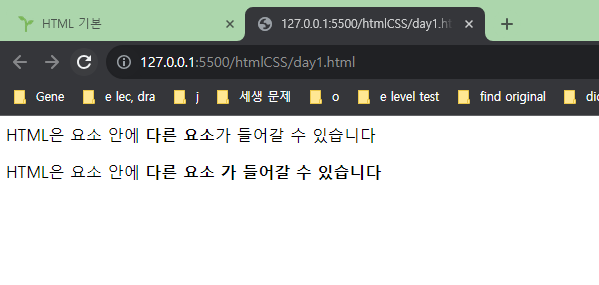 HTML 기본
127.0.0.1:5500/htmlCSS/day1.ht
127.0.0.1:5500/htmlCSS/day1.html
Gene e lec, dra j 세생 문제 o e level test find original dic
HTML은 요소 안에 다른 요소가 들어갈 수 있습니다
HTML은 요소 안에 다른 요소 가 들어갈 수 있습니다